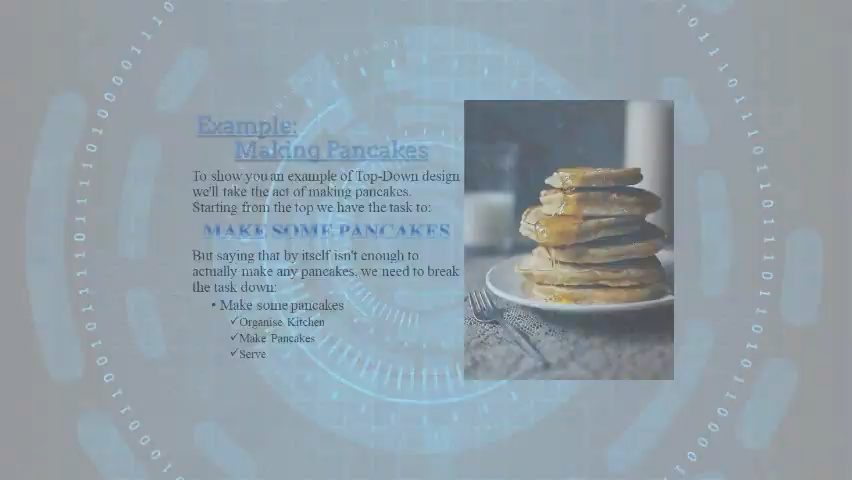 Example:
Making Pancakes
To show you an example of Top-Down design
we'll take the act of making pancakes.
Starting from the top we have the task to:
MAKE SOME PANCAKES
But saying that by itself isn't enough to
actually make any pancakes, we need to break
the task down:
• Make some pancakes
✓Organise Kitchen
✓Make Pancakes
✓Serve